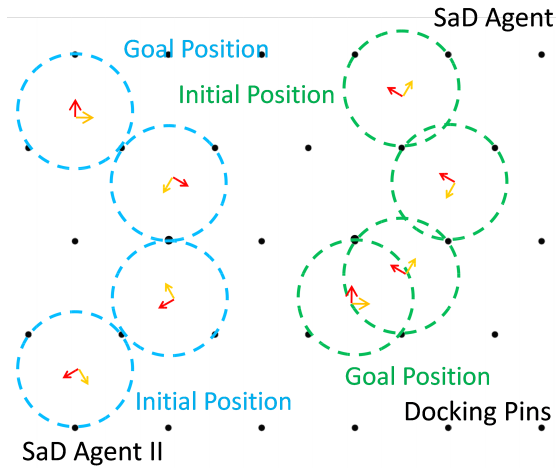 SaD Agent
Goal Position
Initial Position
Goal Position
Initial Position
Docking Pins
SaD Agent II